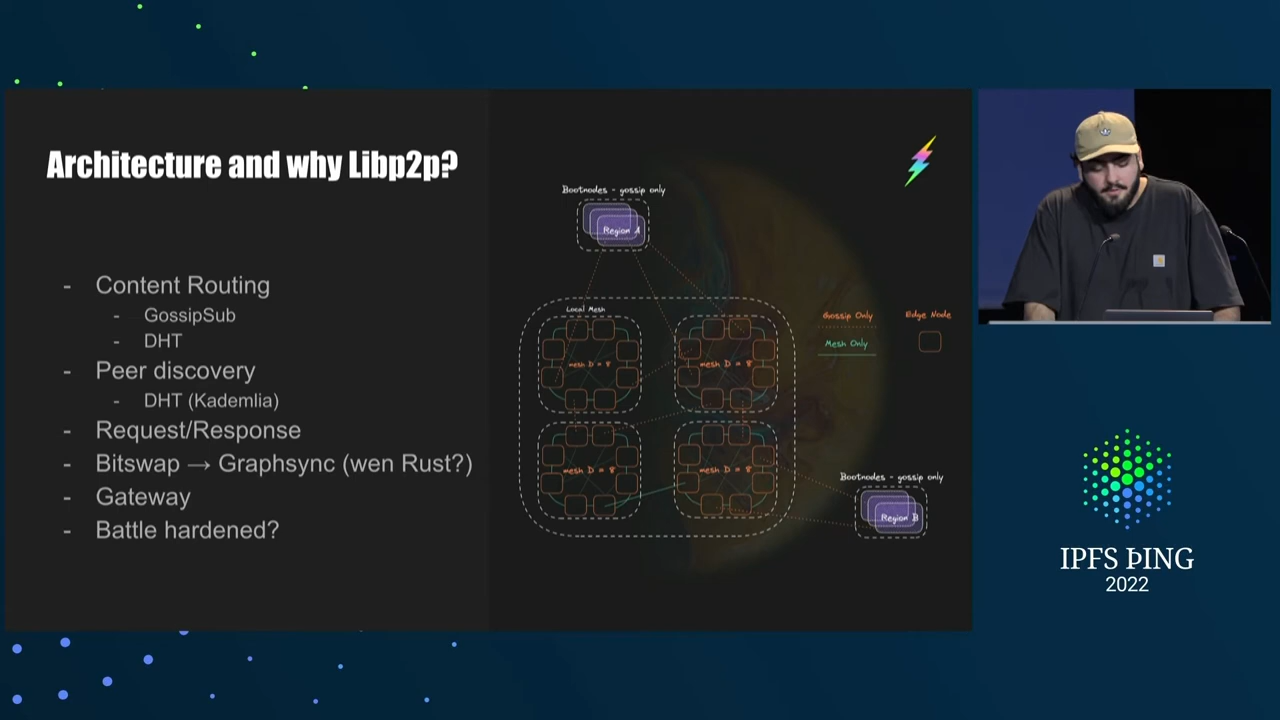 Architecture and why Libp2p?
- Content Routing
- GossipSub
- DHT
- Peer discovery
- DHT (Kademlia)
- Request/Response
- Bitswap → Graphsync (wen Rust?)
- Gateway
- Battle hardened?
Bootnodes - gossip only
Region A
Local Mesh
mesh D = 8
mesh D = 8
mesh D = 8
mesh D = 8
Gossip Only
Mesh Only
Edge Node
Bootnodes - gossip only
Region B
IPFS ÞING
2022